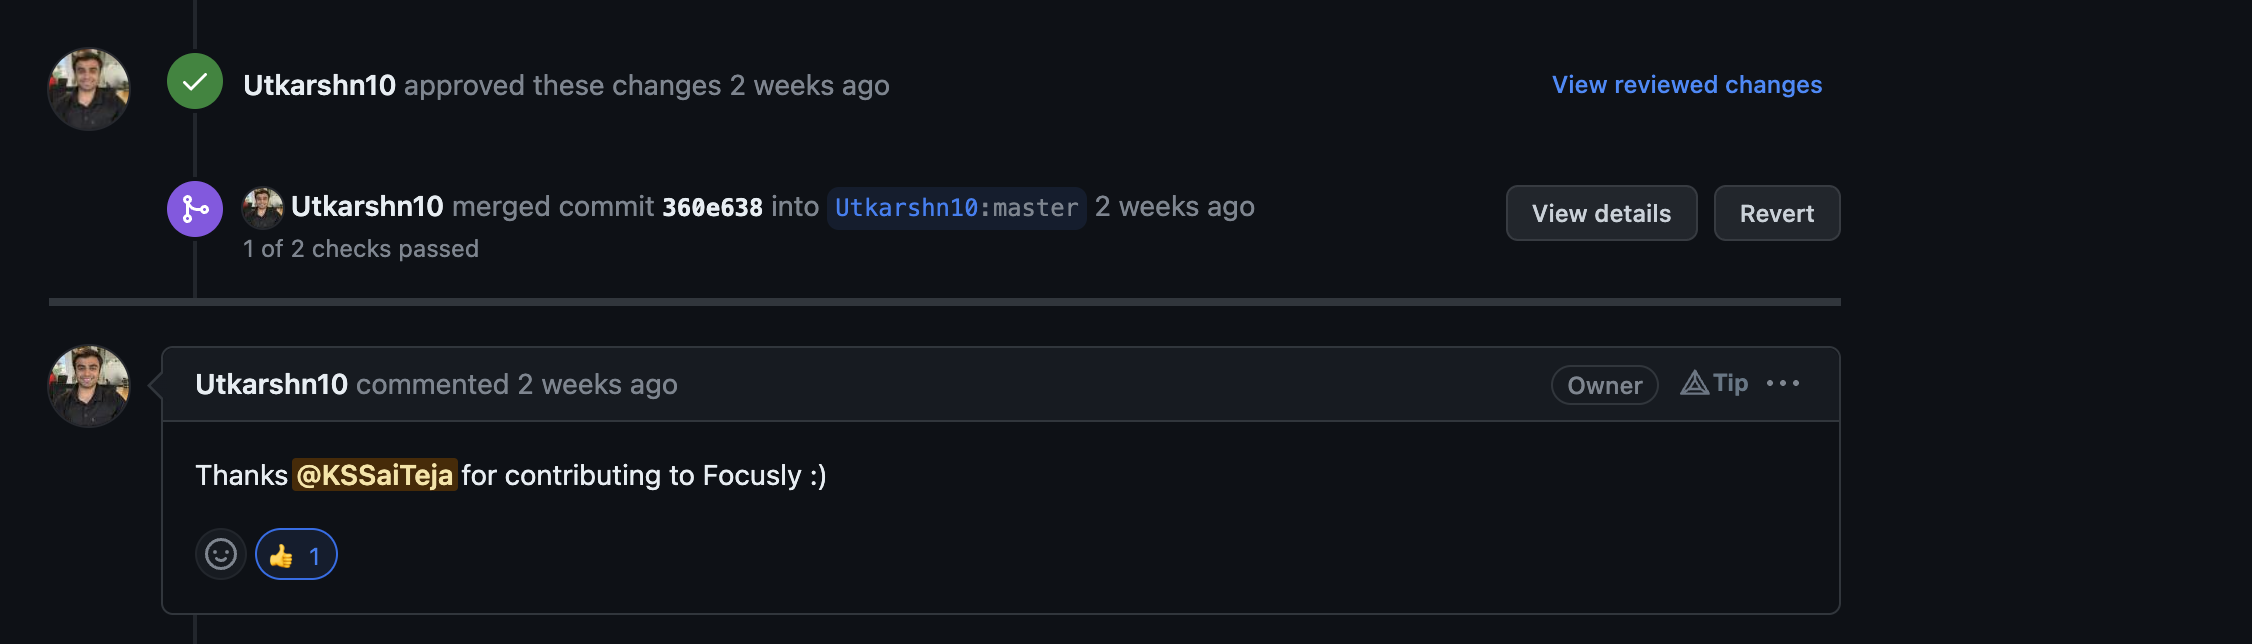 Utkarshn10 approved these changes 2 weeks ago
View reviewed changes
Utkarshn10 merged commit 360e638 into Utkarshn10:master 2 weeks ago
View details
Revert
1 of 2 checks passed
Utkarshn10 commented 2 weeks ago
Owner
Tip
Thanks @KSSaiTeja for contributing to Focusly :)
👍 1